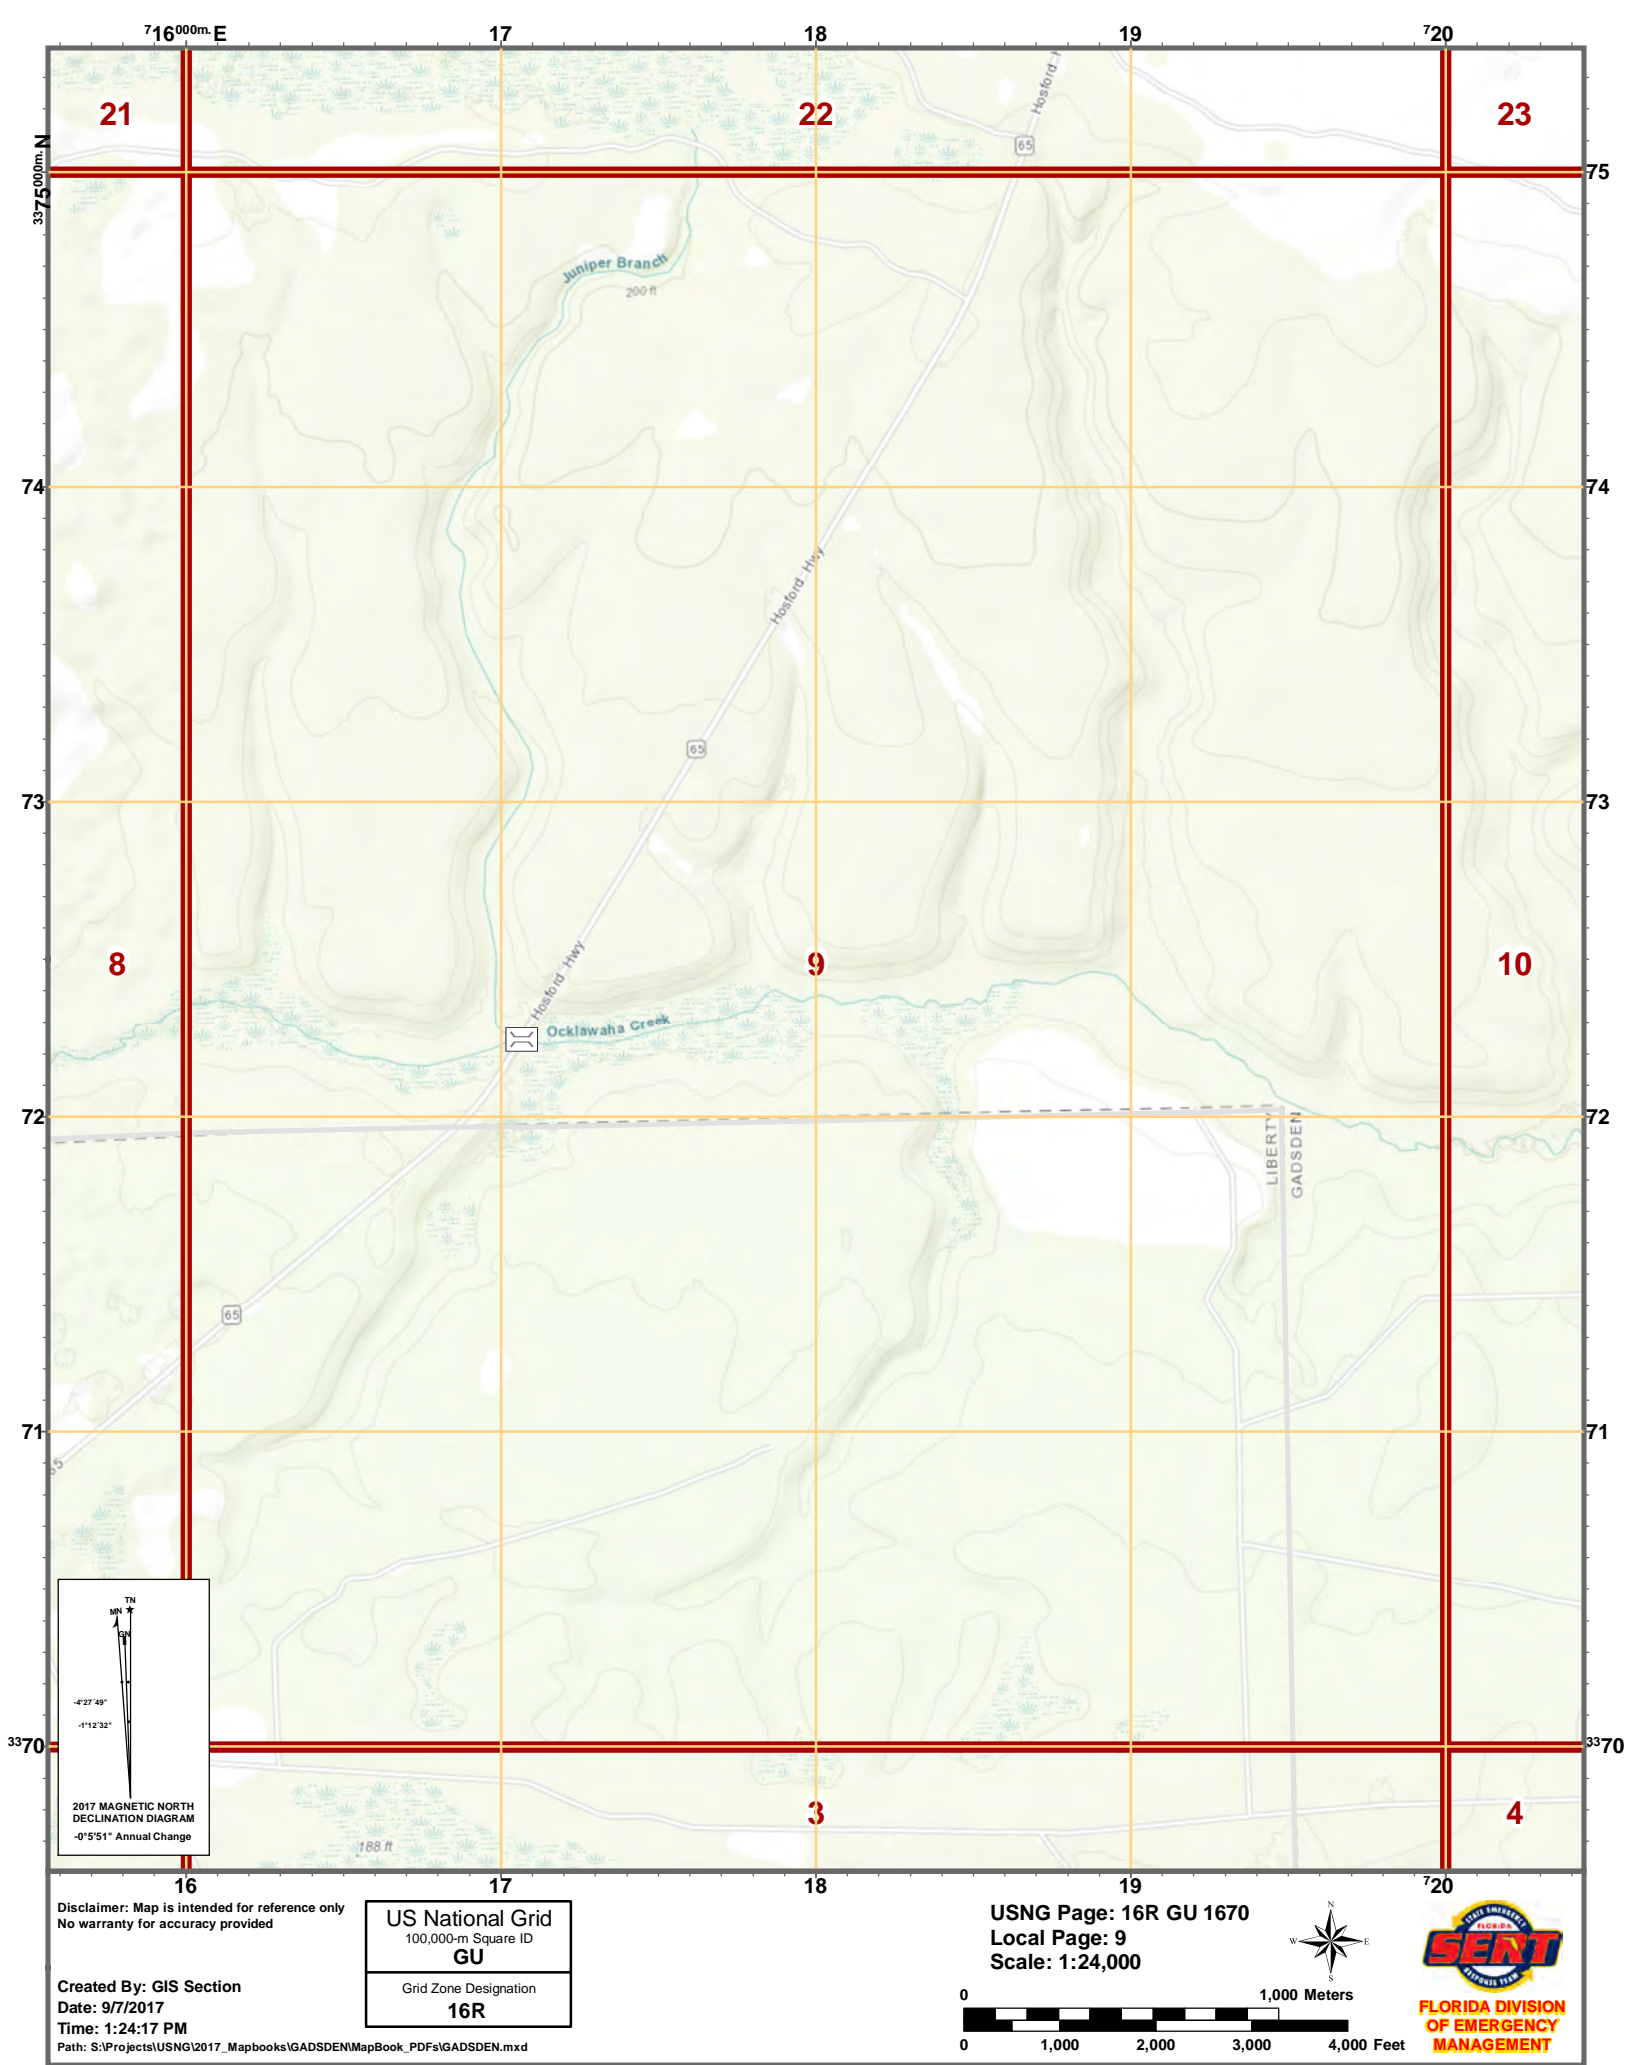 716000m.E 17 18 19 720
21 22 23
Hosford H
65
3375000m.N 75
Juniper Branch
200 ft
74 74
Hosford Hwy
65
73 73
8 9 10
Hosford Hwy
Ocklawaha Creek
72 72
LIBERTY
GADSDEN
65
71 71
65
TN
MN
GN
-4°27'49"
-1°12'32"
3370 3370
2017 MAGNETIC NORTH
DECLINATION DIAGRAM
-0°5'51" Annual Change
3 4
188 ft
16 17 18 19 720
Disclaimer: Map is intended for reference only
No warranty for accuracy provided
Created By: GIS Section
Date: 9/7/2017
Time: 1:24:17 PM
Path: S:\Projects\USNG\2017_Mapbooks\GADSDEN\MapBook_PDFs\GADSDEN.mxd
US National Grid
100,000-m Square ID
GU
Grid Zone Designation
16R
USNG Page: 16R GU 1670
Local Page: 9
Scale: 1:24,000
N
W E
S
0 1,000 Meters
0 1,000 2,000 3,000 4,000 Feet
STATE EMERGENCY
FLORIDA
SERT
RESPONSE TEAM
FLORIDA DIVISION
OF EMERGENCY
MANAGEMENT